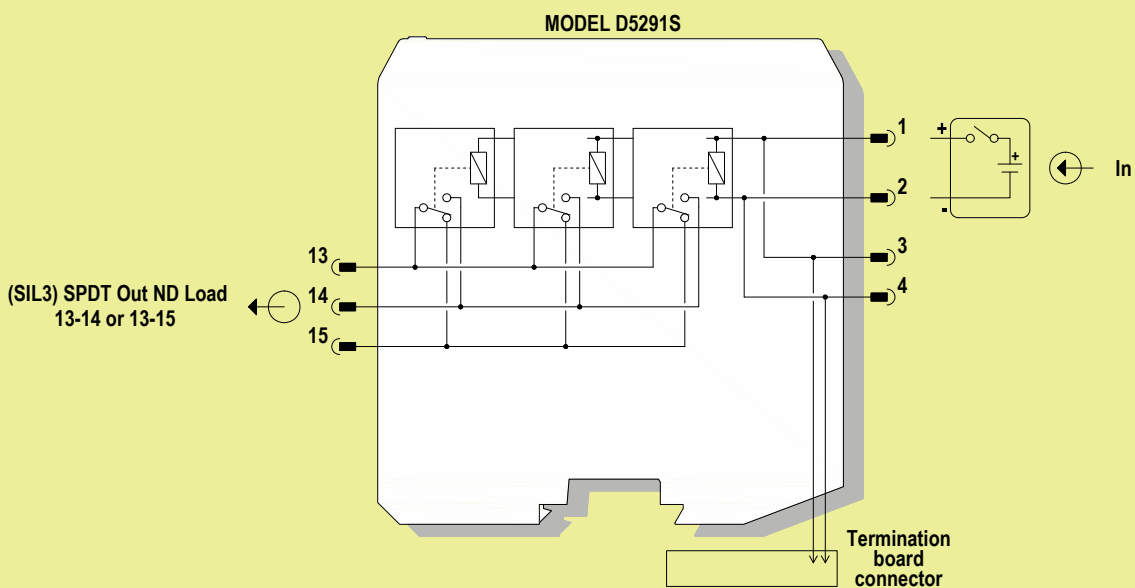 MODEL D5291S
1
+
+
In
2
-
3
13
4
(SIL3) SPDT Out ND Load
14
13-14 or 13-15
15
Termination
board
connector